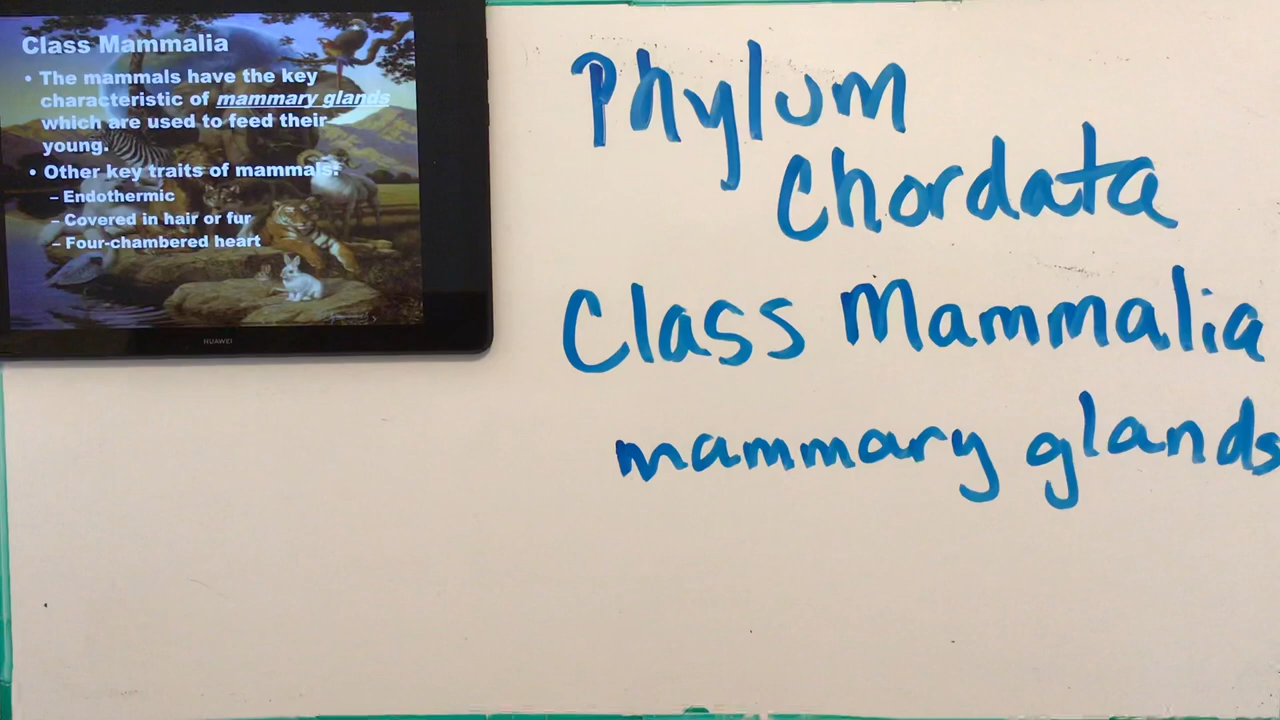 Class Mammalia
• The mammals have the key
characteristic of mammary glands
which are used to feed their
young.
• Other key traits of mammals:
– Endothermic
– Covered in hair or fur
– Four-chambered heart
HUAWEI
Phylum
Chordata
Class Mammalia
mammary glands